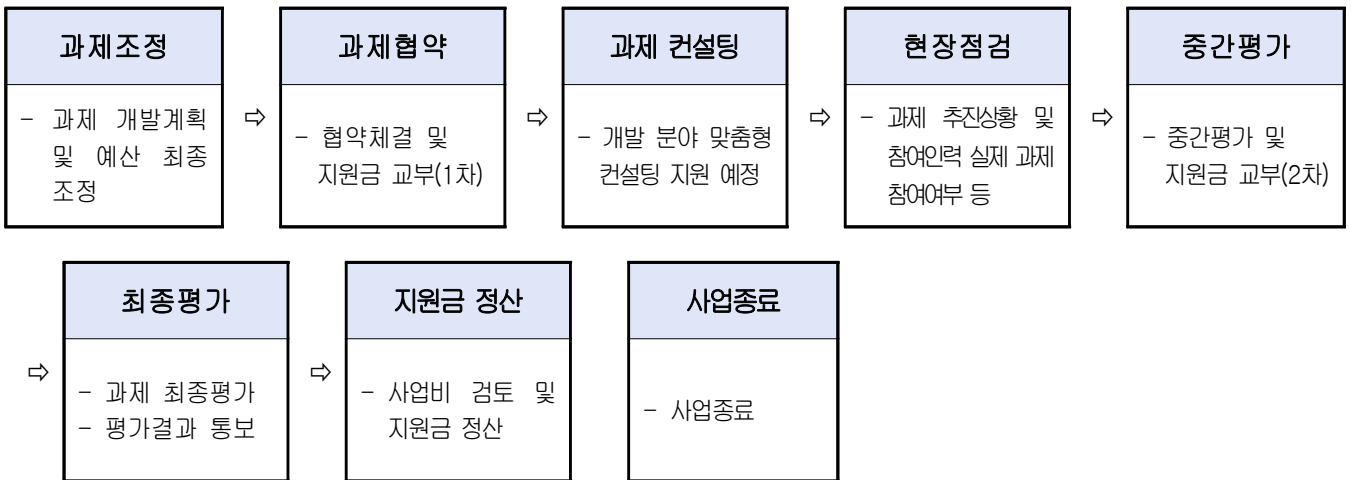 과제조정
- 과제 개발계획
및 예산 최종
조정
⇨
과제협약
- 협약체결 및
지원금 교부(1차)
⇨
과제 컨설팅
- 개발 분야 맞춤형
컨설팅 지원 예정
⇨
현장점검
- 과제 추진상황 및
참여인력 실제 과제
참여여부 등
⇨
중간평가
- 중간평가 및
지원금 교부(2차)
⇨
최종평가
- 과제 최종평가
- 평가결과 통보
⇨
지원금 정산
- 사업비 검토 및
지원금 정산
사업종료
- 사업종료